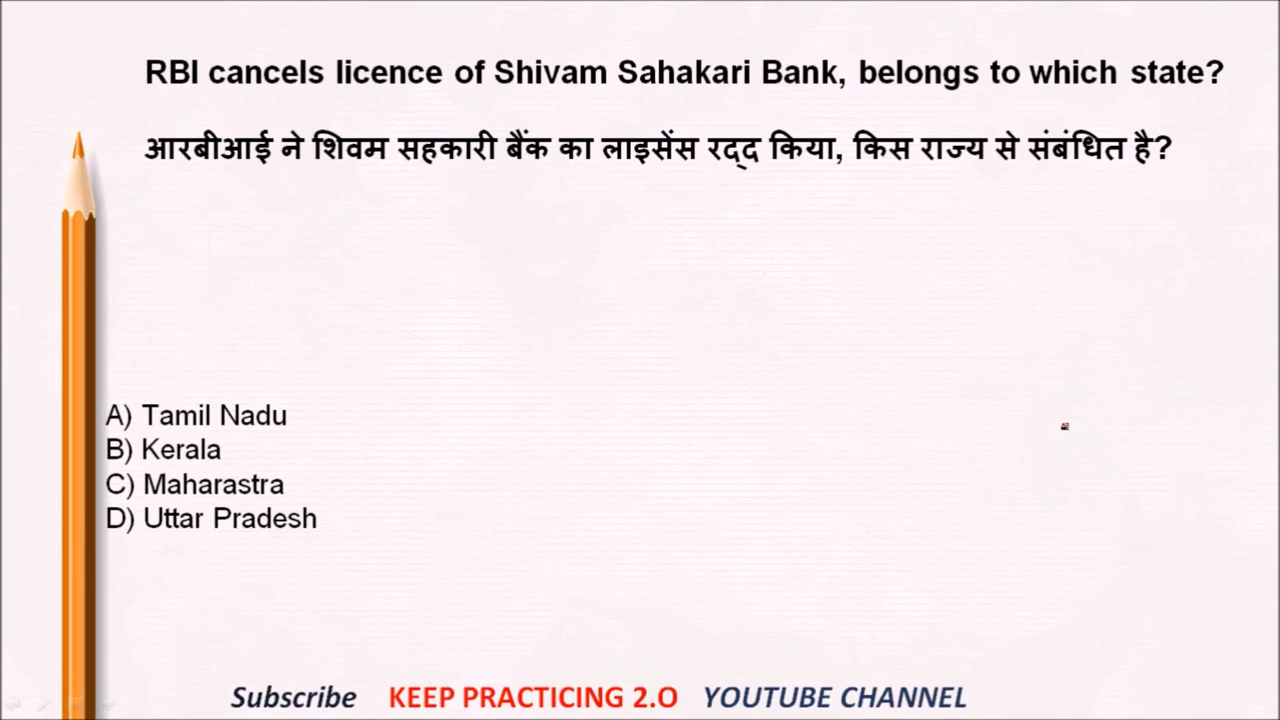 RBI cancels licence of Shivam Sahakari Bank, belongs to which state?
आरबीआई ने शिवम सहकारी बैंक का लाइसेंस रद्द किया, किस राज्य से संबंधित है?
A) Tamil Nadu
B) Kerala
C) Maharastra
D) Uttar Pradesh
Subscribe KEEP PRACTICING 2.O YOUTUBE CHANNEL